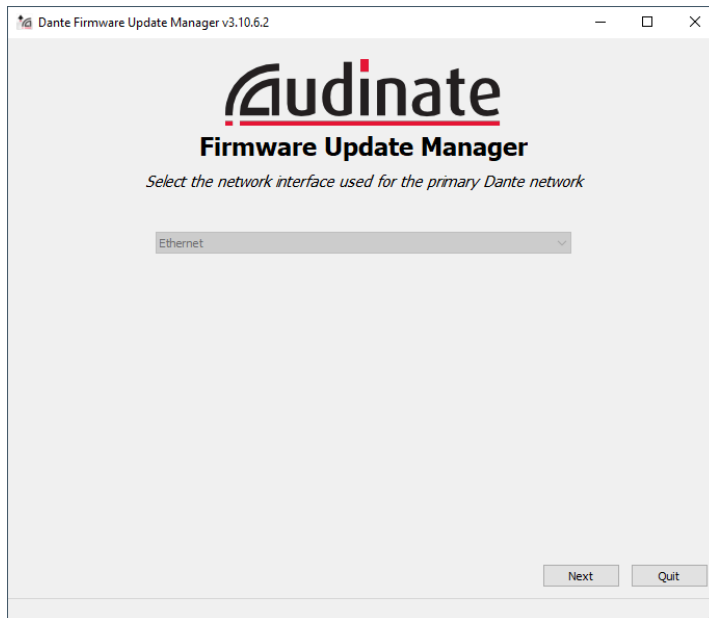 Dante Firmware Update Manager v3.10.6.2
Audinate
Firmware Update Manager
Select the network interface used for the primary Dante network
Ethernet
Next Quit